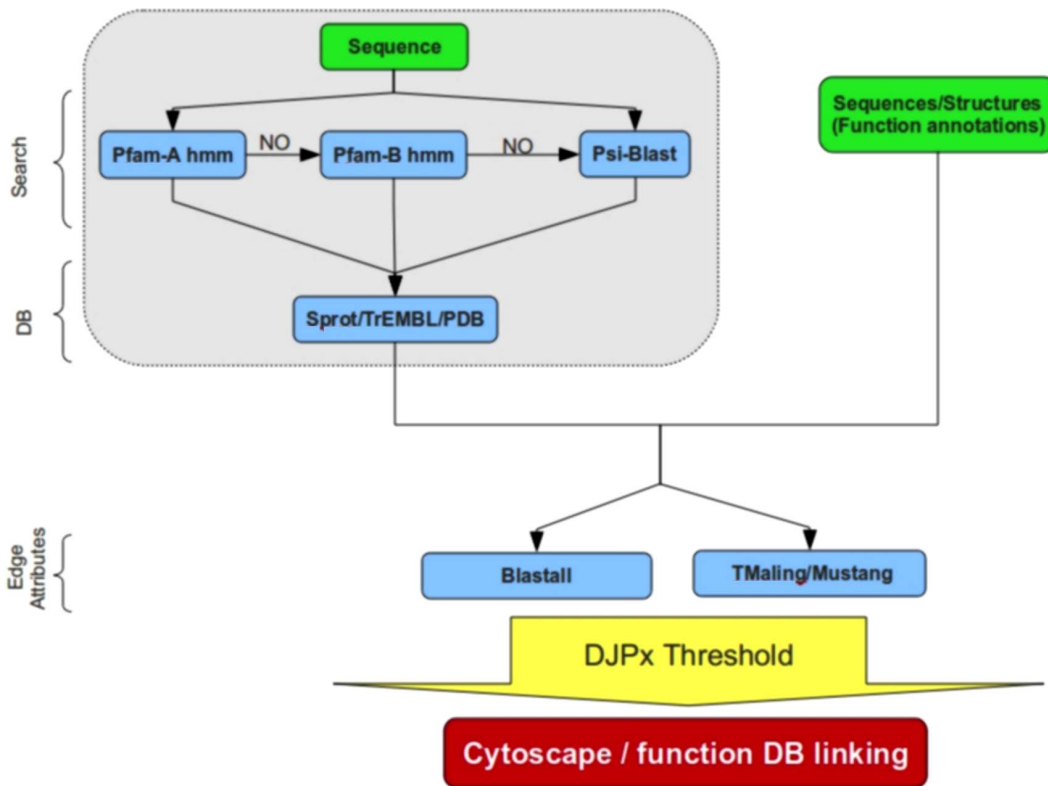 Sequence
Sequences/Structures
(Function annotations)
Search
Pfam-A hmm
NO
Pfam-B hmm
NO
Psi-Blast
DB
Sprot/TrEMBL/PDB
Edge
Attributes
Blastall
TMaling/Mustang
DJPx Threshold
Cytoscape / function DB linking